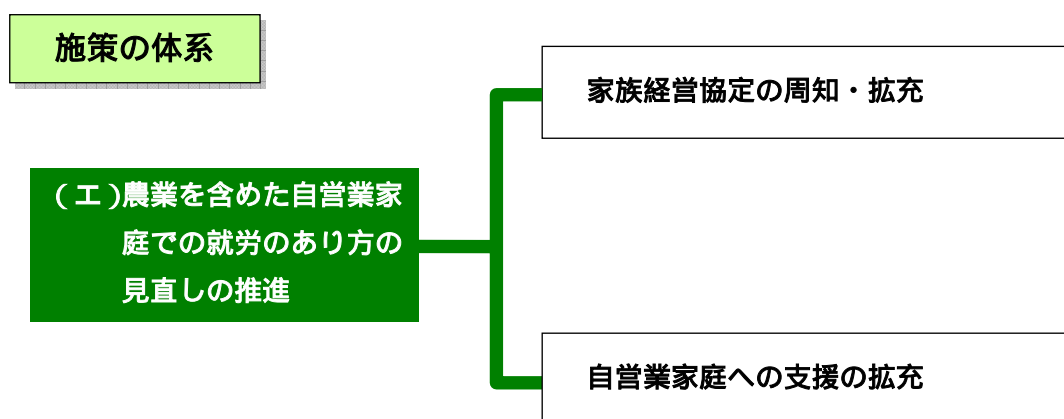 施策の体系
家族経営協定の周知・拡充
（エ）農業を含めた自営業家
庭での就労のあり方の
見直しの推進
自営業家庭への支援の拡充